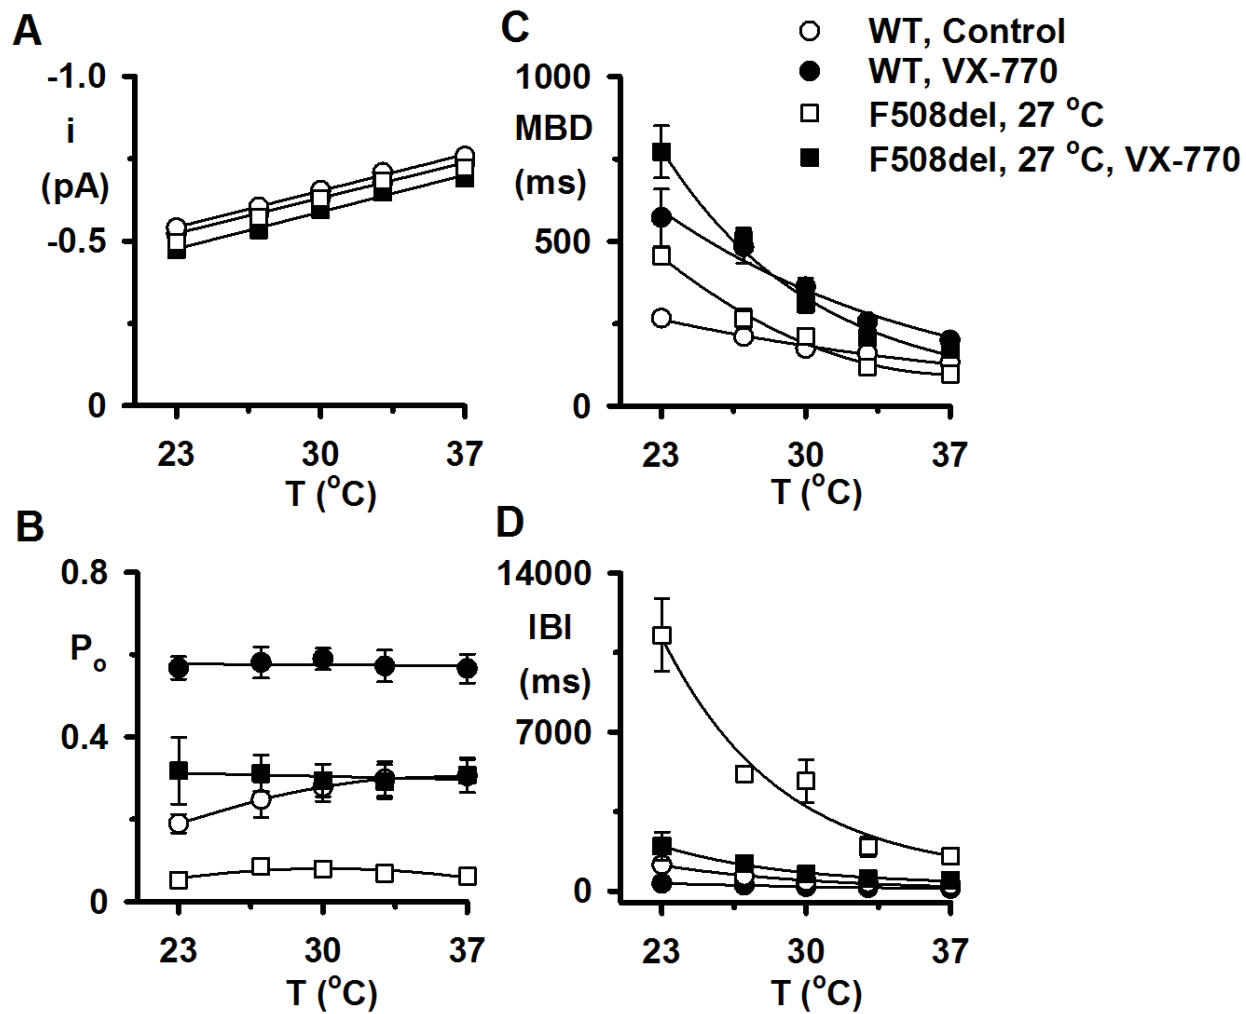 A
-1.0
i
(pA)
-0.5
0
23 30 37
T (°C)
B
0.8
Po
0.4
0
23 30 37
T (°C)
C
1000
MBD
(ms)
500
0
23 30 37
T (°C)
WT, Control
WT, VX-770
F508del, 27 °C
F508del, 27 °C, VX-770
D
14000
IBI
(ms)
7000
0
23 30 37
T (°C)